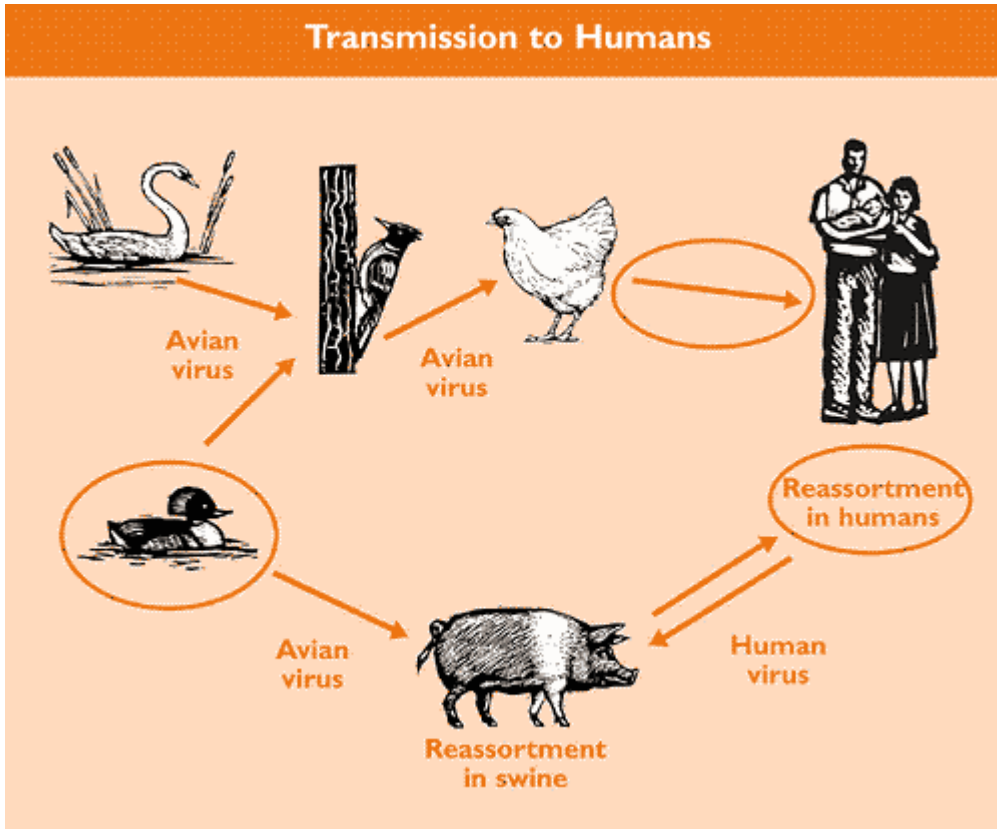 Transmission to Humans
Avian
virus
Avian
virus
Reassortment
in humans
Avian
virus
Human
virus
Reassortment
in swine